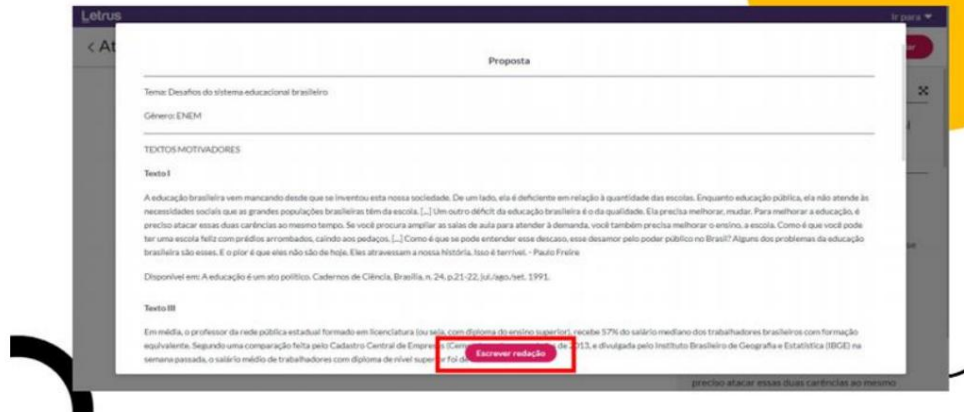 Letrus
Ir para
< At
Proposta
Tema: Desafios do sistema educacional brasileiro
Gênero: ENEM
TEXTOS MOTIVADORES
Texto I
A educação brasileira vem mancando desde que se inventou esta nossa sociedade. De um lado, ela é deficiente em relação à quantidade das escolas. Enquanto educação pública, ela não atende às
necessidades sociais que as grandes populações brasileiras têm da escola. [...] Um outro déficit da educação brasileira é o da qualidade. Ela precisa melhorar, mudar. Para melhorar a educação, é
preciso atacar essas duas carências ao mesmo tempo. Se você procura ampliar as salas de aula para atender à demanda, você também precisa melhorar o ensino, a escola. Como é que você pode
ter uma escola feliz com prédios arrombados, caindo aos pedaços. [...] Como é que se pode entender esse descaso, esse desamor pelo poder público no Brasil? Alguns dos problemas da educação
brasileira são esses. E o pior é que eles não são de hoje. Eles atravessam a nossa história. Isso é terrível. - Paulo Freire
Disponível em: A educação é um ato político. Cadernos de Ciência, Brasília, n. 24, p.21-22, jul./ago./set. 1991.
Texto III
Em média, o professor da rede pública estadual formado em licenciatura (ou seja, com diploma do ensino superior), recebe 57% do salário mediano dos trabalhadores brasileiros com formação
equivalente. Segundo uma comparação feita pelo Cadastro Central de Empresas de 2013, e divulgada pelo Instituto Brasileiro de Geografia e Estatística (IBGE) na
semana passada, o salário médio de trabalhadores com diploma de nível superior foi de
Escrever redação
preciso atacar essas duas carências ao mesmo